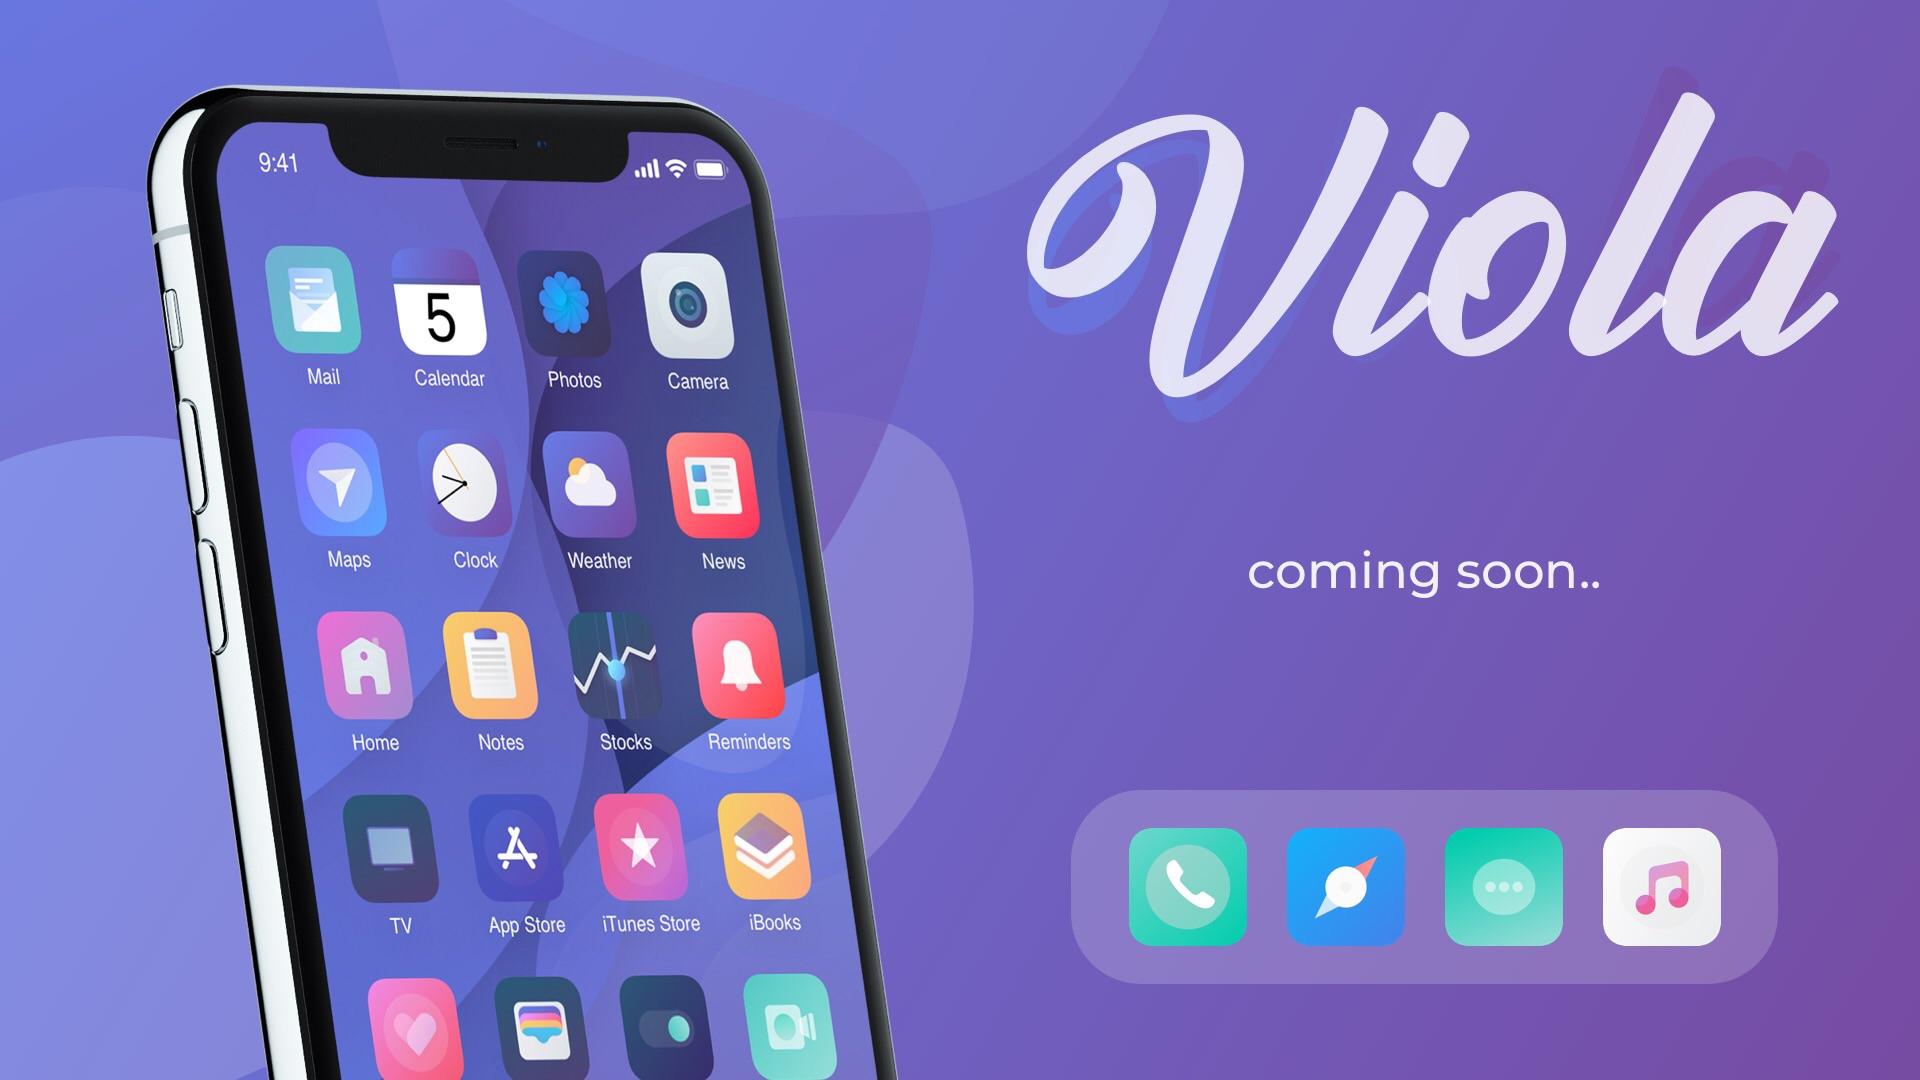 9:41
5
Mail Calendar Photos Camera
Maps Clock Weather News
Home Notes Stocks Reminders
TV App Store iTunes Store iBooks
Viola
coming soon..